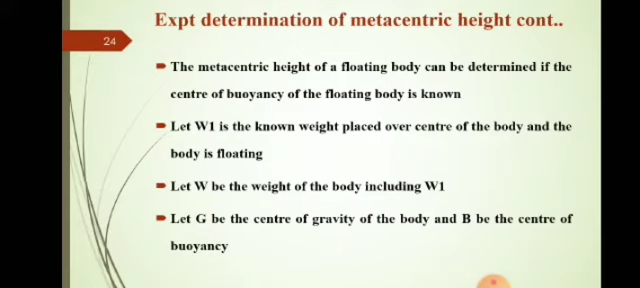 Expt determination of metacentric height cont..
24
The metacentric height of a floating body can be determined if the
centre of buoyancy of the floating body is known
Let W1 is the known weight placed over centre of the body and the
body is floating
Let W be the weight of the body including W1
Let G be the centre of gravity of the body and B be the centre of
buoyancy